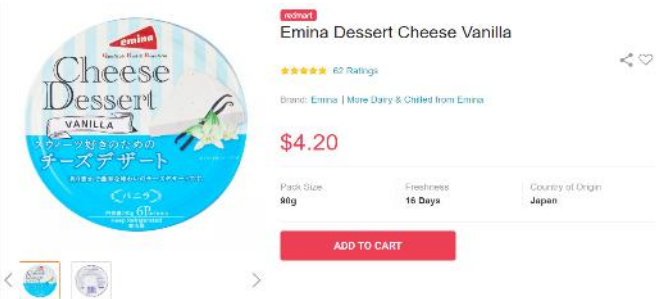 redmart
Emina Dessert Cheese Vanilla
62 Ratings
Brand: Emina | More Dairy & Chilled from Emina
$4.20
Pack Size
Freshness
Country of Origin
90g
16 Days
Japan
ADD TO CART
emina
Cheese
Dessert
VANILLA
スウィーツ好きのための
チーズデザート
バニラ
6P